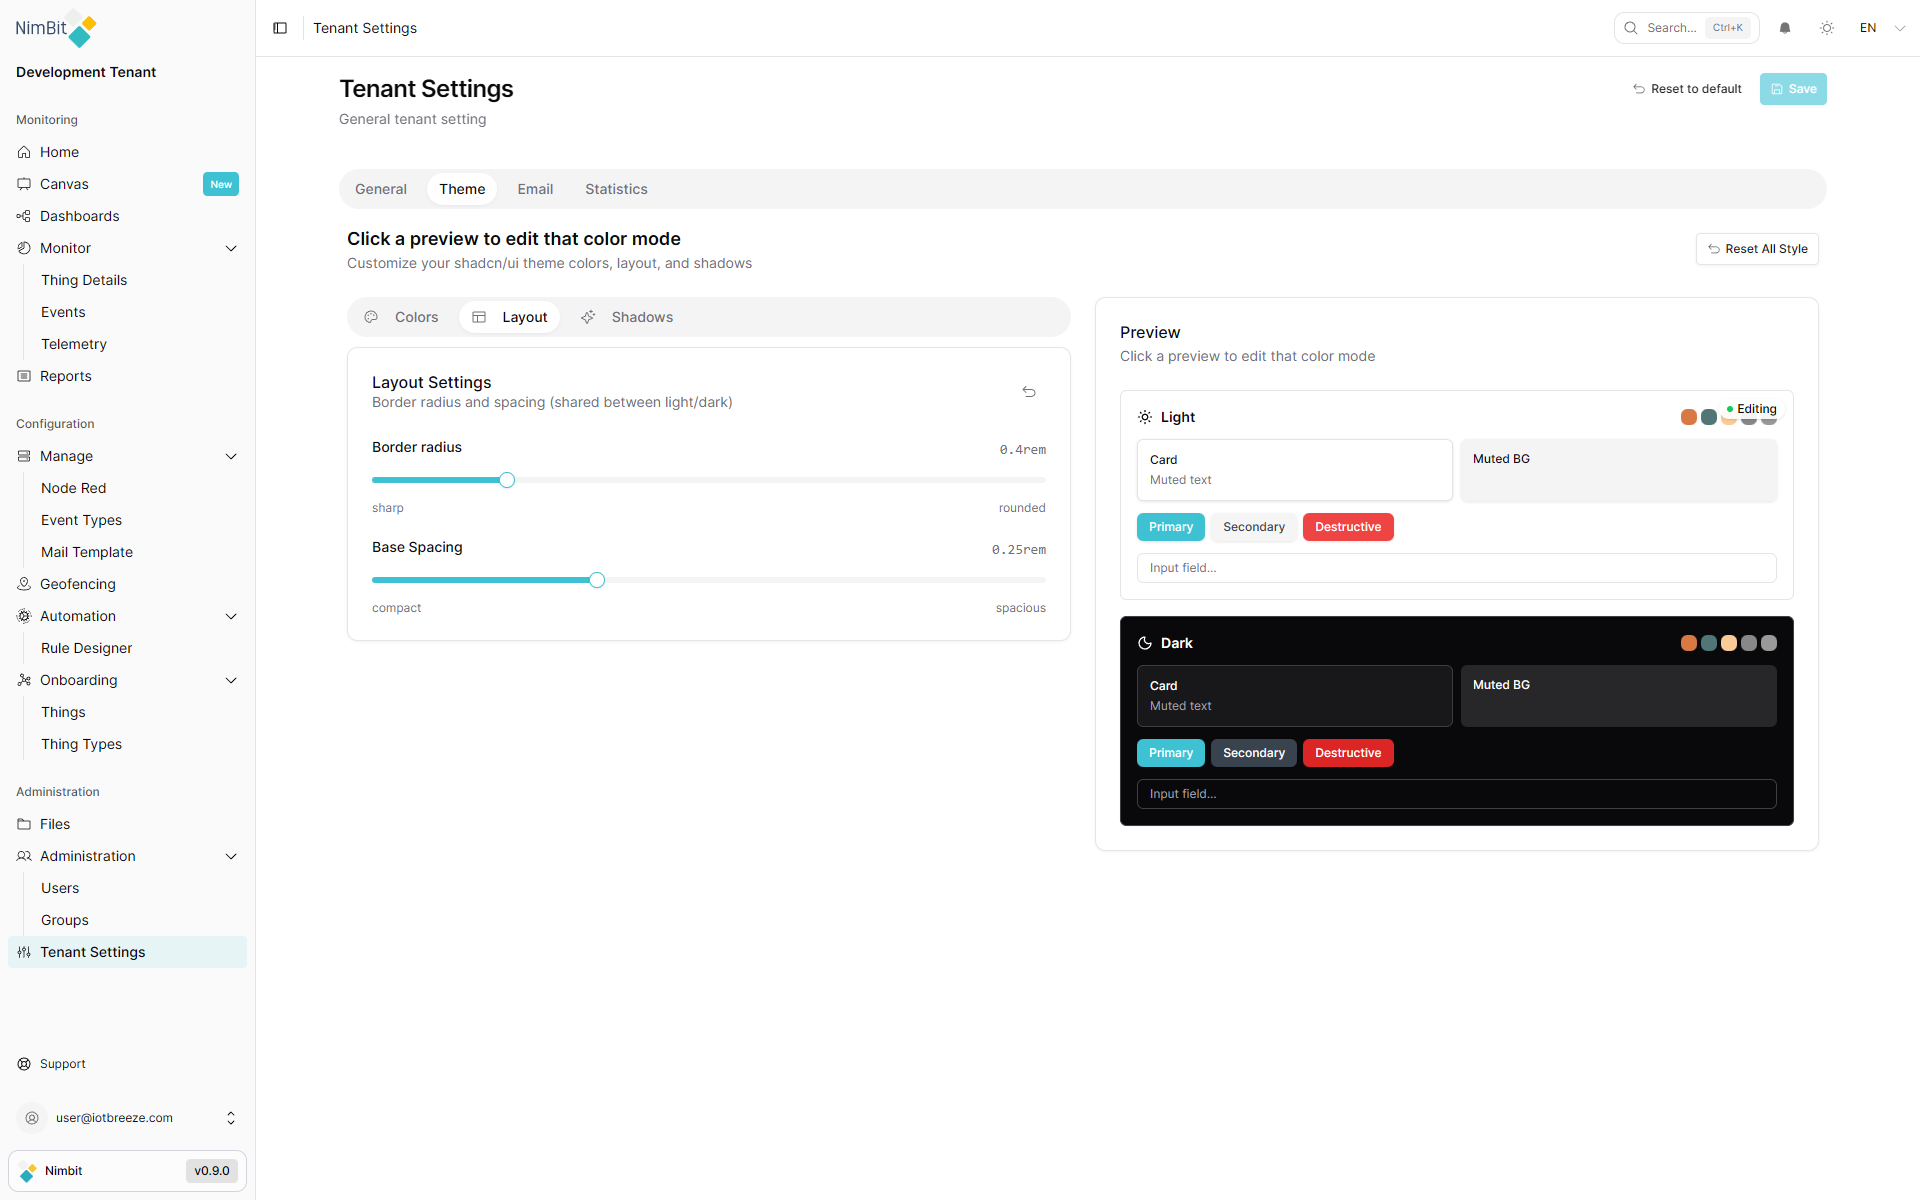 NimBit
Development Tenant
Monitoring
Home
Canvas
New
Dashboards
Monitor
Thing Details
Events
Telemetry
Reports
Configuration
Manage
Node Red
Event Types
Mail Template
Geofencing
Automation
Rule Designer
Onboarding
Things
Thing Types
Administration
Files
Administration
Users
Groups
Tenant Settings
Support
user@iotbreeze.com
Nimbit
v0.9.0
Tenant Settings
Search...
Ctrl+K
EN
Tenant Settings
General tenant setting
Reset to default
Save
General
Theme
Email
Statistics
Click a preview to edit that color mode
Customize your shadcn/ui theme colors, layout, and shadows
Reset All Style
Colors
Layout
Shadows
Layout Settings
Border radius and spacing (shared between light/dark)
Border radius
0.4rem
sharp
rounded
Base Spacing
0.25rem
compact
spacious
Preview
Click a preview to edit that color mode
Light
Editing
Card
Muted text
Muted BG
Primary
Secondary
Destructive
Input field...
Dark
Card
Muted text
Muted BG
Primary
Secondary
Destructive
Input field...